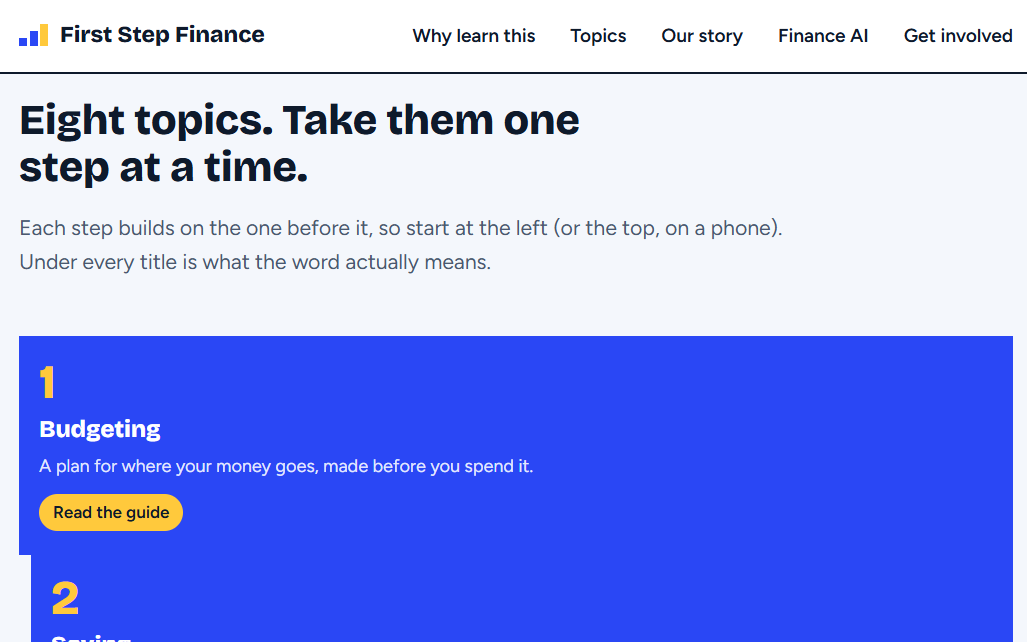 First Step Finance
Why learn this
Topics
Our story
Finance AI
Get involved
Eight topics. Take them one
step at a time.
Each step builds on the one before it, so start at the left (or the top, on a phone).
Under every title is what the word actually means.
1
Budgeting
A plan for where your money goes, made before you spend it.
Read the guide
2
Saving